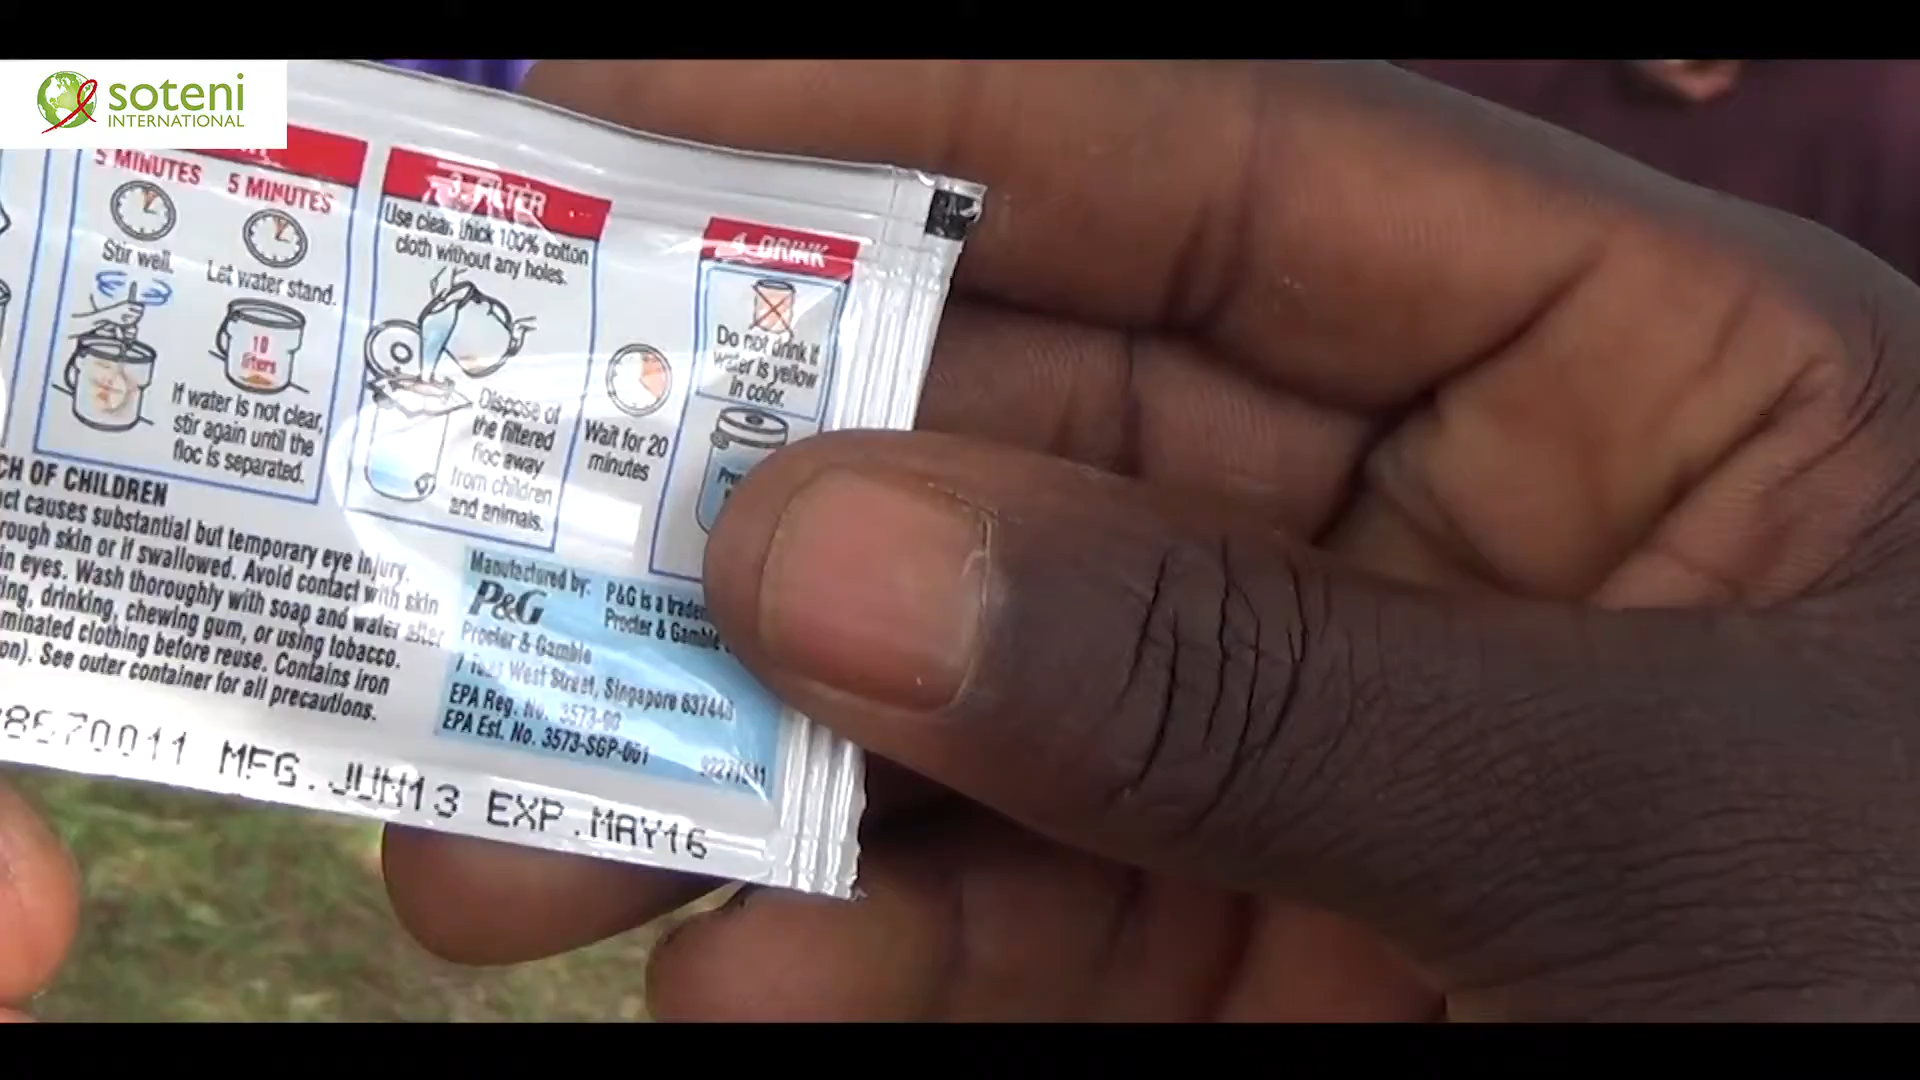 soteni
INTERNATIONAL
5 MINUTES
5 MINUTES
Stir well.
Let water stand.
10
liters
If water is not clear,
stir again until the
floc is separated.
3 FILTER
Use clean, thick 100% cotton
cloth without any holes.
Dispose of
the filtered
floc away
from children
and animals.
Wait for 20
minutes
4 DRINK
Do not drink if
water is yellow
in color.
CH OF CHILDREN
ct causes substantial but temporary eye injury.
rough skin or if swallowed. Avoid contact with skin
in eyes. Wash thoroughly with soap and water after
ing, drinking, chewing gum, or using tobacco.
minated clothing before reuse. Contains iron
on). See outer container for all precautions.
Manufactured by:
P&G
Procter & Gamble
West Street, Singapore 637448
EPA Reg. No. 3573-90
EPA Est. No. 3573-SGP-001
P&G is a trade
Procter & Gamble
8670011 MFG. JUN13 EXP. MAY16